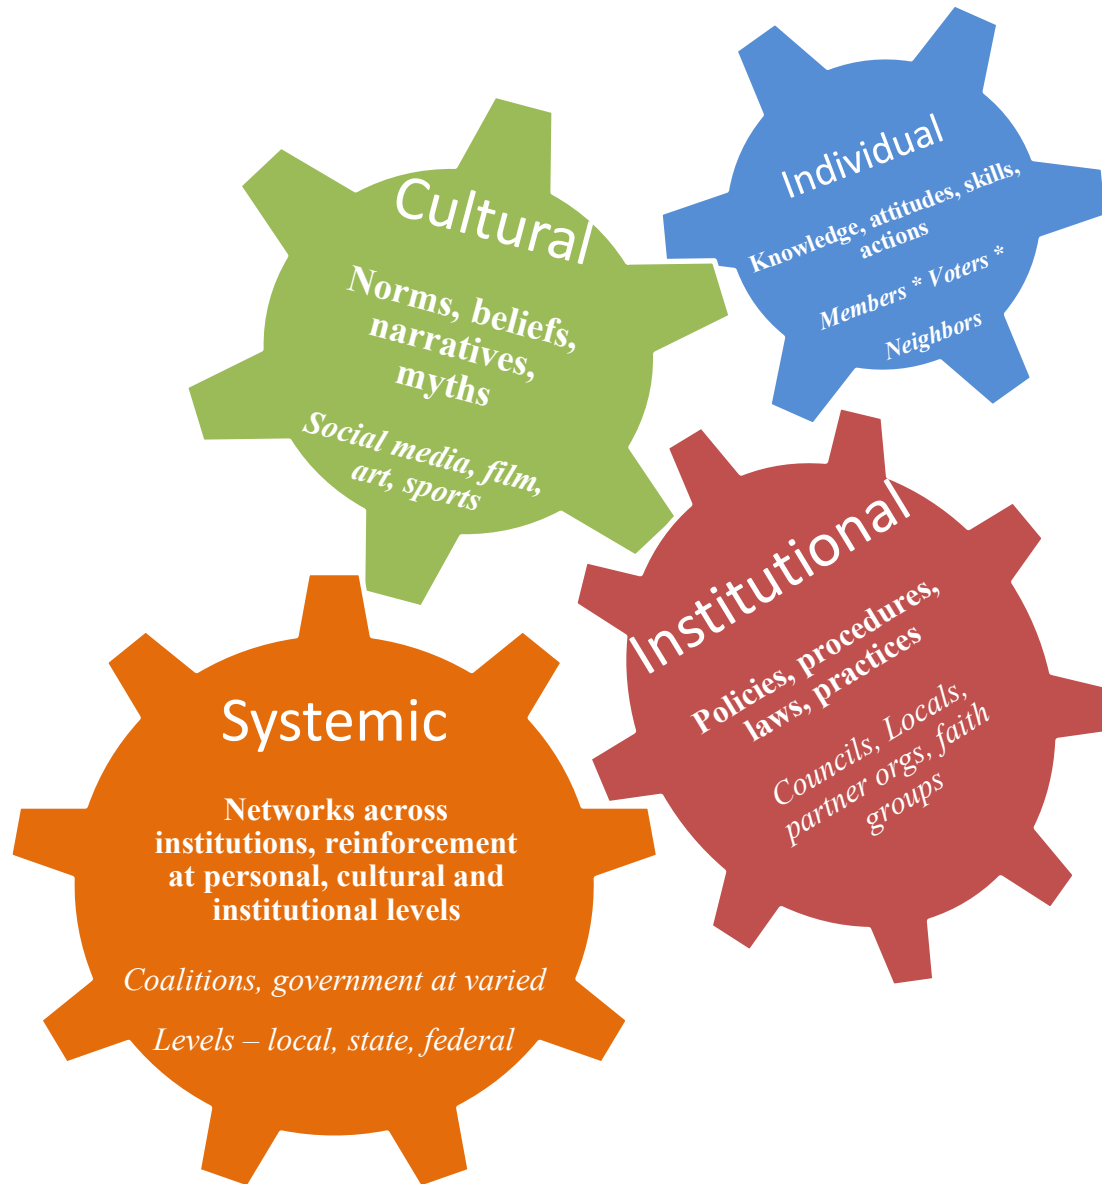 Individual
Knowledge, attitudes, skills,
actions
Members * Voters *
Neighbors
Cultural
Norms, beliefs,
narratives,
myths
Social media, film,
art, sports
Institutional
Policies, procedures,
laws, practices
Councils, Locals,
partner orgs, faith
groups
Systemic
Networks across
institutions, reinforcement
at personal, cultural and
institutional levels
Coalitions, government at varied
Levels – local, state, federal